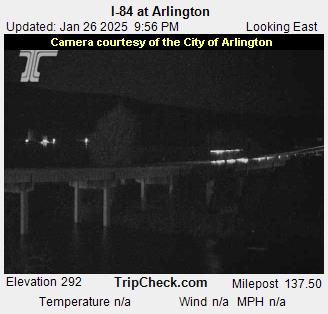 I-84 at Arlington
Updated: Jan 26 2025 9:56 PM Looking East
Camera courtesy of the City of Arlington
Elevation 292 TripCheck.com Milepost 137.50
Temperature n/a Wind n/a MPH n/a